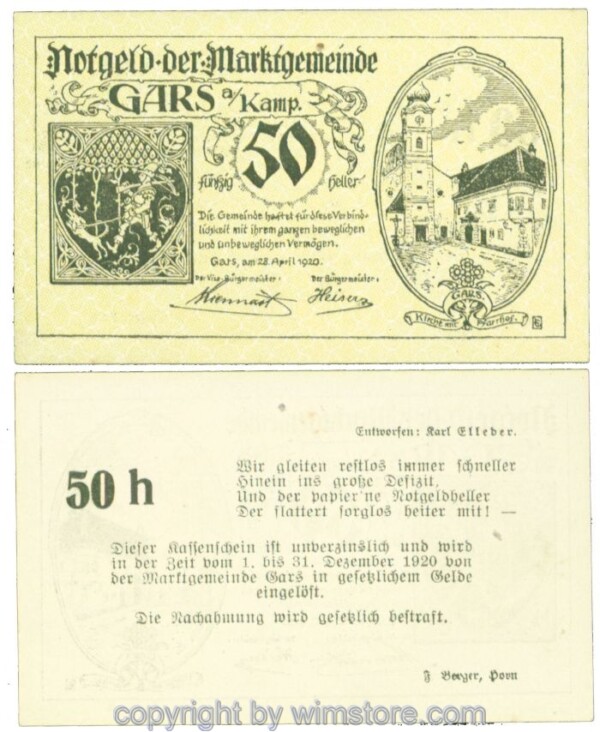 Notgeld der Marktgemeinde
GARS a/Kamp.
50
fünfzig Heller
Die Gemeinde haftet für diese Verbind-
lichkeit mit ihrem ganzen beweglichen
und unbeweglichen Vermögen.
Gars, am 28. April 1920.
Der Vize-Bürgermeister: Der Bürgermeister:
Kiennast Heiser
GARS.
Kirche mit Pfarrhof.
Entworfen: Karl Elleder.
50 h
Wir gleiten restlos immer schneller
Hinein ins große Defizit,
Und der papier'ne Notgeldheller
Der flattert sorglos heiter mit! —
Dieser Kassenschein ist unverzinslich und wird
in der Zeit vom 1. bis 31. Dezember 1920 von
der Marktgemeinde Gars in gesetzlichem Gelde
eingelöst.
Die Nachahmung wird gesetzlich bestraft.
F Berger, Horn
copyright by wimstore.com